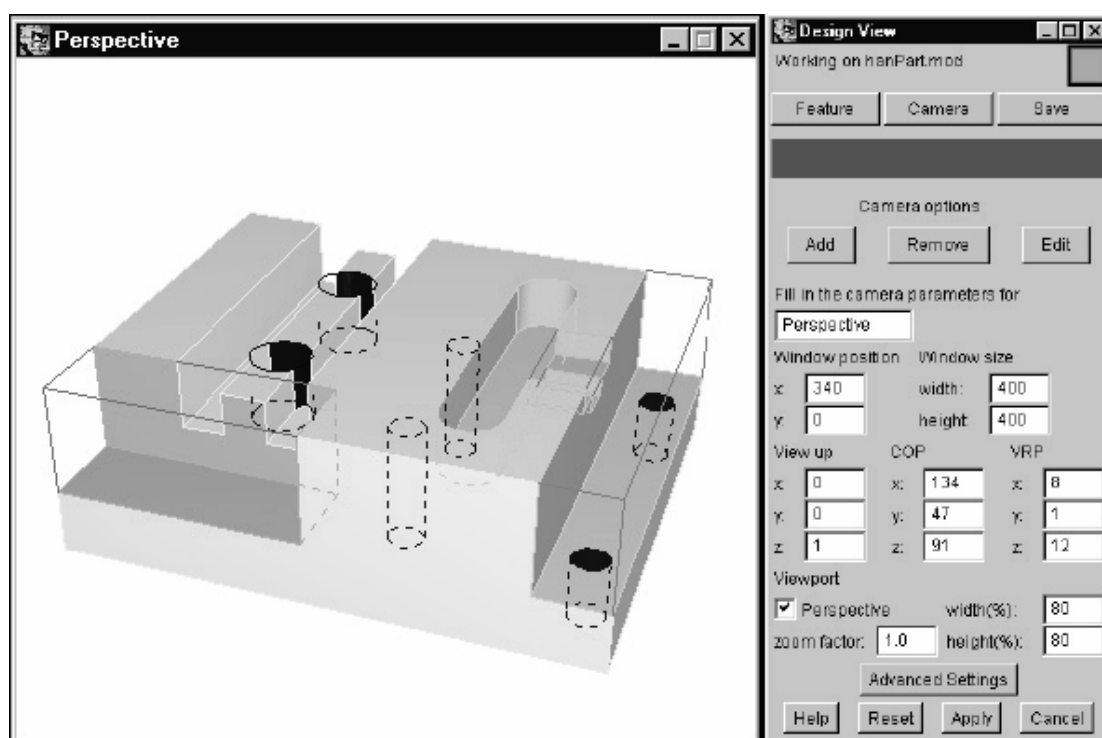 Perspective
Design View
Working on hanPart.mod
Feature Camera Save
Camera options
Add Remove Edit
Fill in the camera parameters for
Perspective
Window position Window size
x: 340 width: 400
y: 0 height: 400
View up COP VRP
x: 0 x: 134 x: 8
y: 0 y: 47 y: 1
z: 1 z: 91 z: 12
Viewport
Perspective width(%): 80
zoom factor: 1.0 height(%): 80
Advanced Settings
Help Reset Apply Cancel